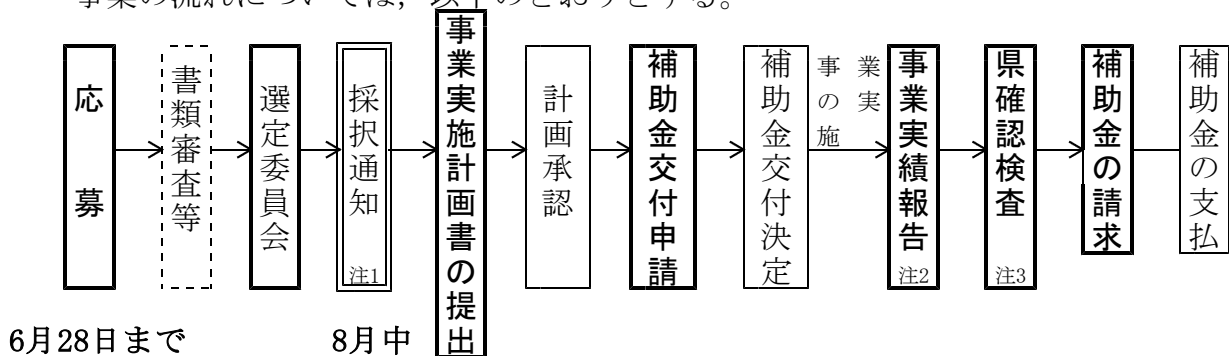 事業の流れについては，以下のとおりとする。
応募
書類審査等
選定委員会
採択通知
注1
事業実施計画書の提出
計画承認
補助金交付申請
補助金交付決定
事業の実施
事業実績報告
注2
県確認検査
注3
補助金の請求
補助金の支払
6月28日まで
8月中